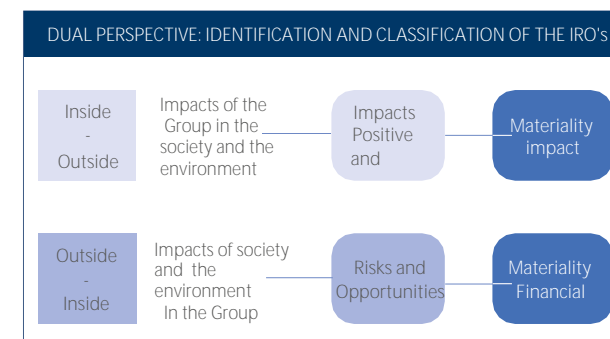 DUAL PERSPECTIVE: IDENTIFICATION AND CLASSIFICATION OF THE IRO's
Inside
-
Outside
Impacts of the
Group in the
society and the
environment
Impacts
Positive
and
Materiality
impact
Outside
-
Inside
Impacts of society
and the
environment
In the Group
Risks and
Opportunities
Materiality
Financial